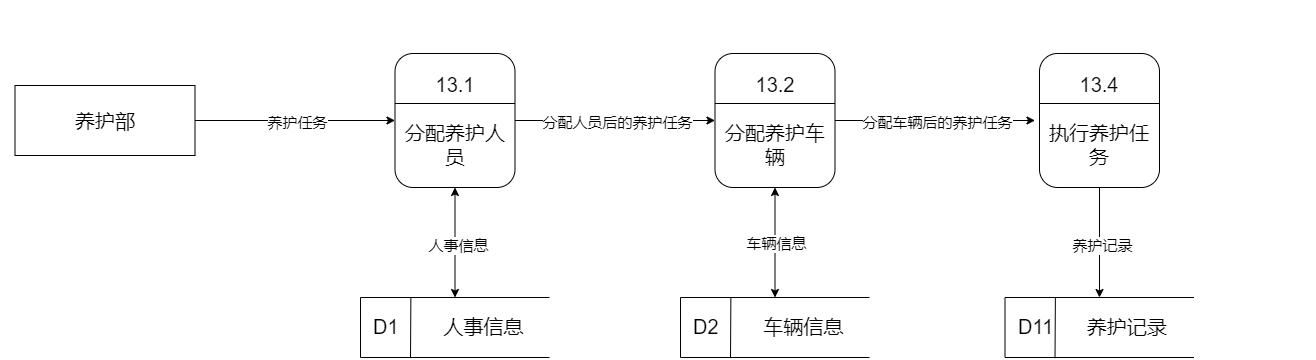 13.1
13.2
13.4
养护部
养护任务
分配养护人
员
分配人员后的养护任务
分配养护车
辆
分配车辆后的养护任务
执行养护任
务
人事信息
车辆信息
养护记录
D1
人事信息
D2
车辆信息
D11
养护记录